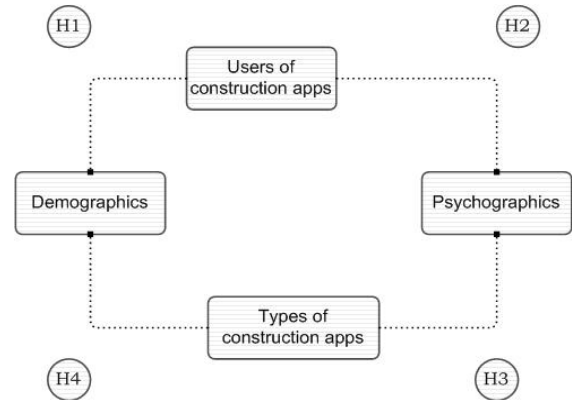 H1
H2
Users of
construction apps
Demographics
Psychographics
Types of
construction apps
H4
H3